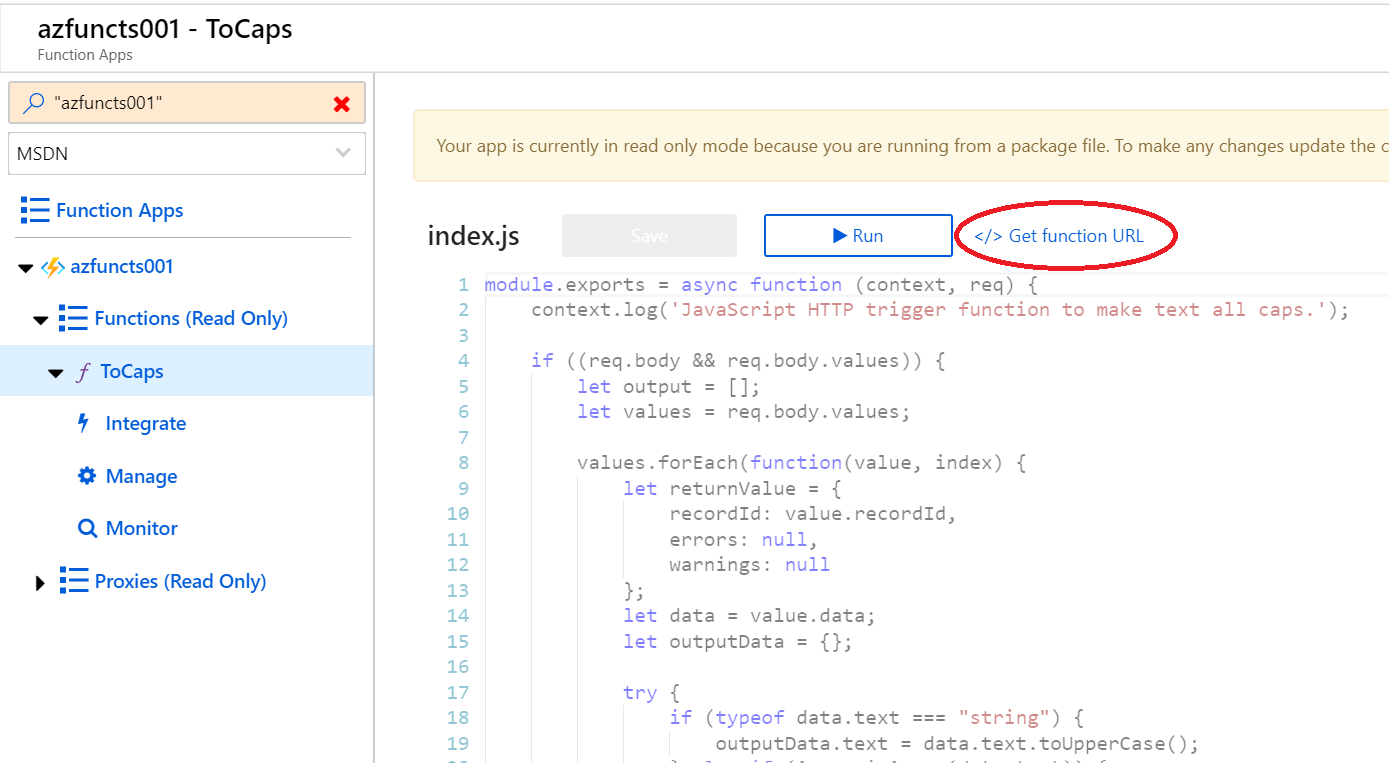 azfuncts001 - ToCaps
Function Apps
"azfuncts001"
MSDN
Function Apps
azfuncts001
Functions (Read Only)
ToCaps
Integrate
Manage
Monitor
Proxies (Read Only)
Your app is currently in read only mode because you are running from a package file. To make any changes update the c
index.js
Save
Run
</> Get function URL
1 module.exports = async function (context, req) {
2 context.log('JavaScript HTTP trigger function to make text all caps.');
3
4 if ((req.body && req.body.values)) {
5 let output = [];
6 let values = req.body.values;
7
8 values.forEach(function(value, index) {
9 let returnValue = {
10 recordId: value.recordId,
11 errors: null,
12 warnings: null
13 };
14 let data = value.data;
15 let outputData = {};
16
17 try {
18 if (typeof data.text === "string") {
19 outputData.text = data.text.toUpperCase();